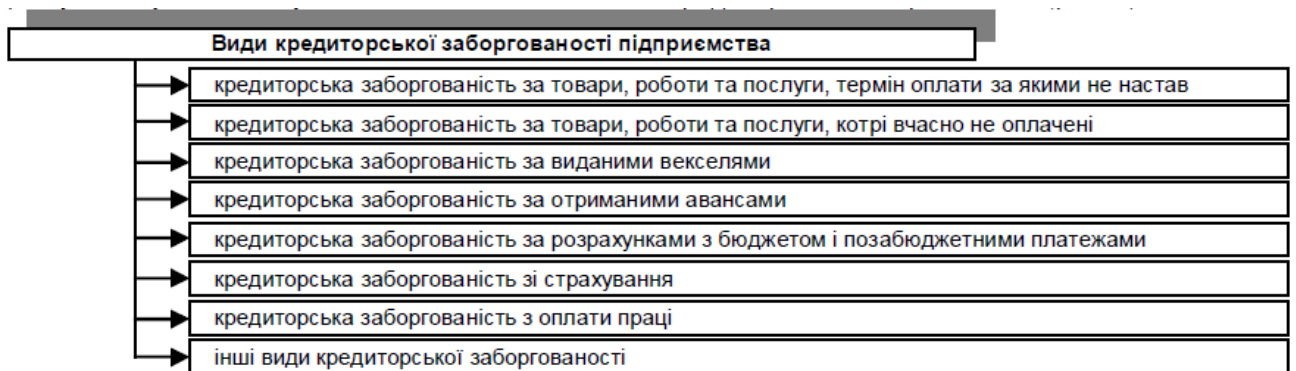 Види кредиторської заборгованості підприємства
кредиторська заборгованість за товари, роботи та послуги, термін оплати за якими не настав
кредиторська заборгованість за товари, роботи та послуги, котрі вчасно не оплачені
кредиторська заборгованість за виданими векселями
кредиторська заборгованість за отриманими авансами
кредиторська заборгованість за розрахунками з бюджетом і позабюджетними платежами
кредиторська заборгованість зі страхування
кредиторська заборгованість з оплати праці
інші види кредиторської заборгованості